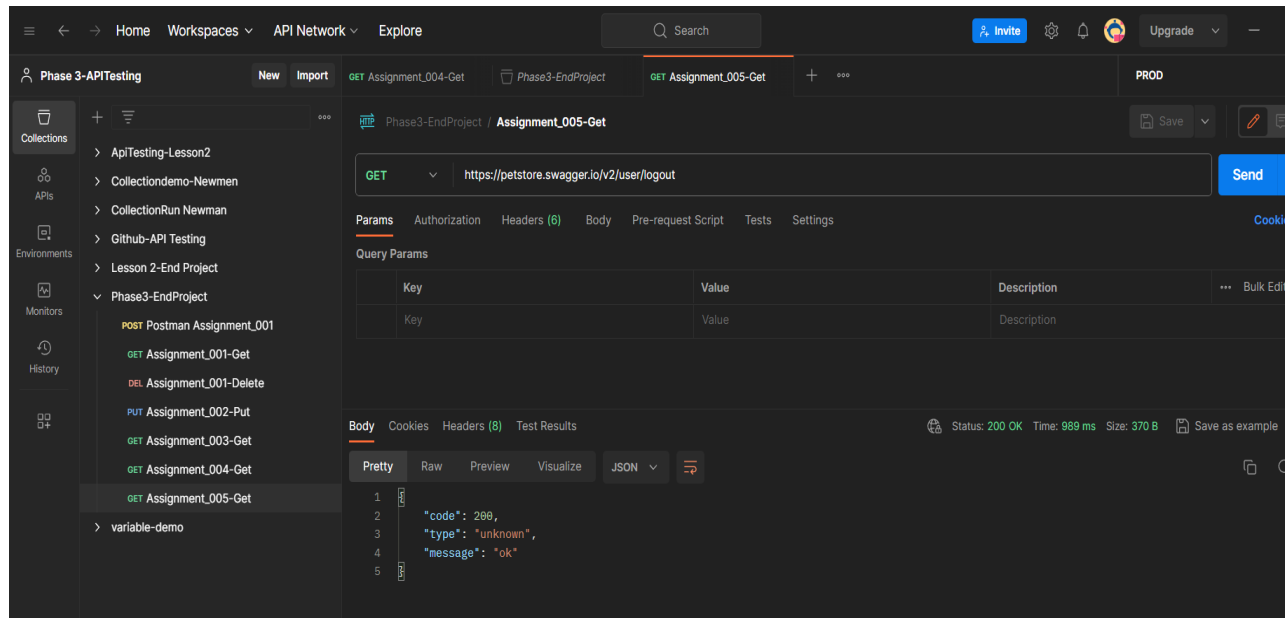 Home Workspaces API Network Explore Search Invite Upgrade
Phase 3-APITesting New Import GET Assignment_004-Get Phase3-EndProject GET Assignment_005-Get PROD
Collections
APIs
Environments
Monitors
History
ApiTesting-Lesson2
Collectiondemo-Newmen
CollectionRun Newman
Github-API Testing
Lesson 2-End Project
Phase3-EndProject
POST Postman Assignment_001
GET Assignment_001-Get
DEL Assignment_001-Delete
PUT Assignment_002-Put
GET Assignment_003-Get
GET Assignment_004-Get
GET Assignment_005-Get
variable-demo
HTTP Phase3-EndProject / Assignment_005-Get Save
GET https://petstore.swagger.io/v2/user/logout Send
Params Authorization Headers (6) Body Pre-request Script Tests Settings Cooki
Query Params
Key Value Description Bulk Edit
Key Value Description
Body Cookies Headers (8) Test Results Status: 200 OK Time: 989 ms Size: 370 B Save as example
Pretty Raw Preview Visualize JSON
1 {
2 "code": 200,
3 "type": "unknown",
4 "message": "ok"
5 }